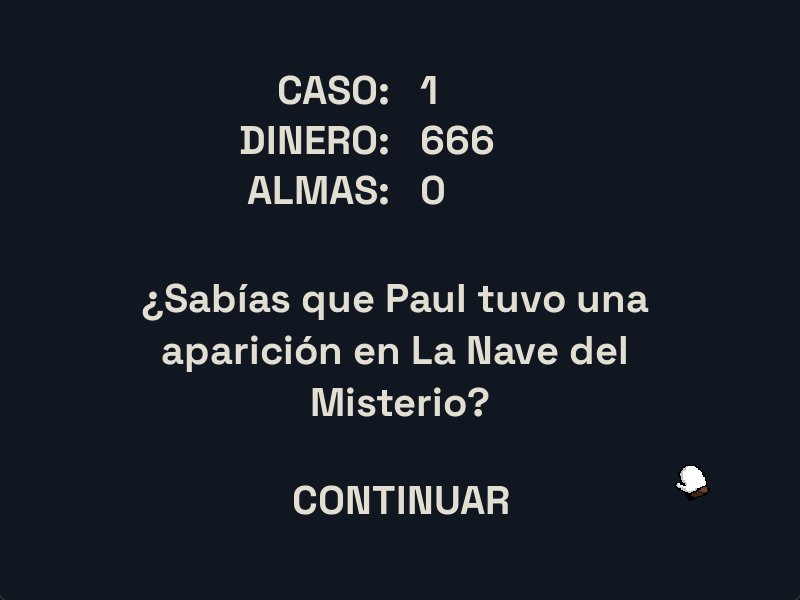 CASO: 1
DINERO: 666
ALMAS: 0
¿Sabías que Paul tuvo una
aparición en La Nave del
Misterio?
CONTINUAR